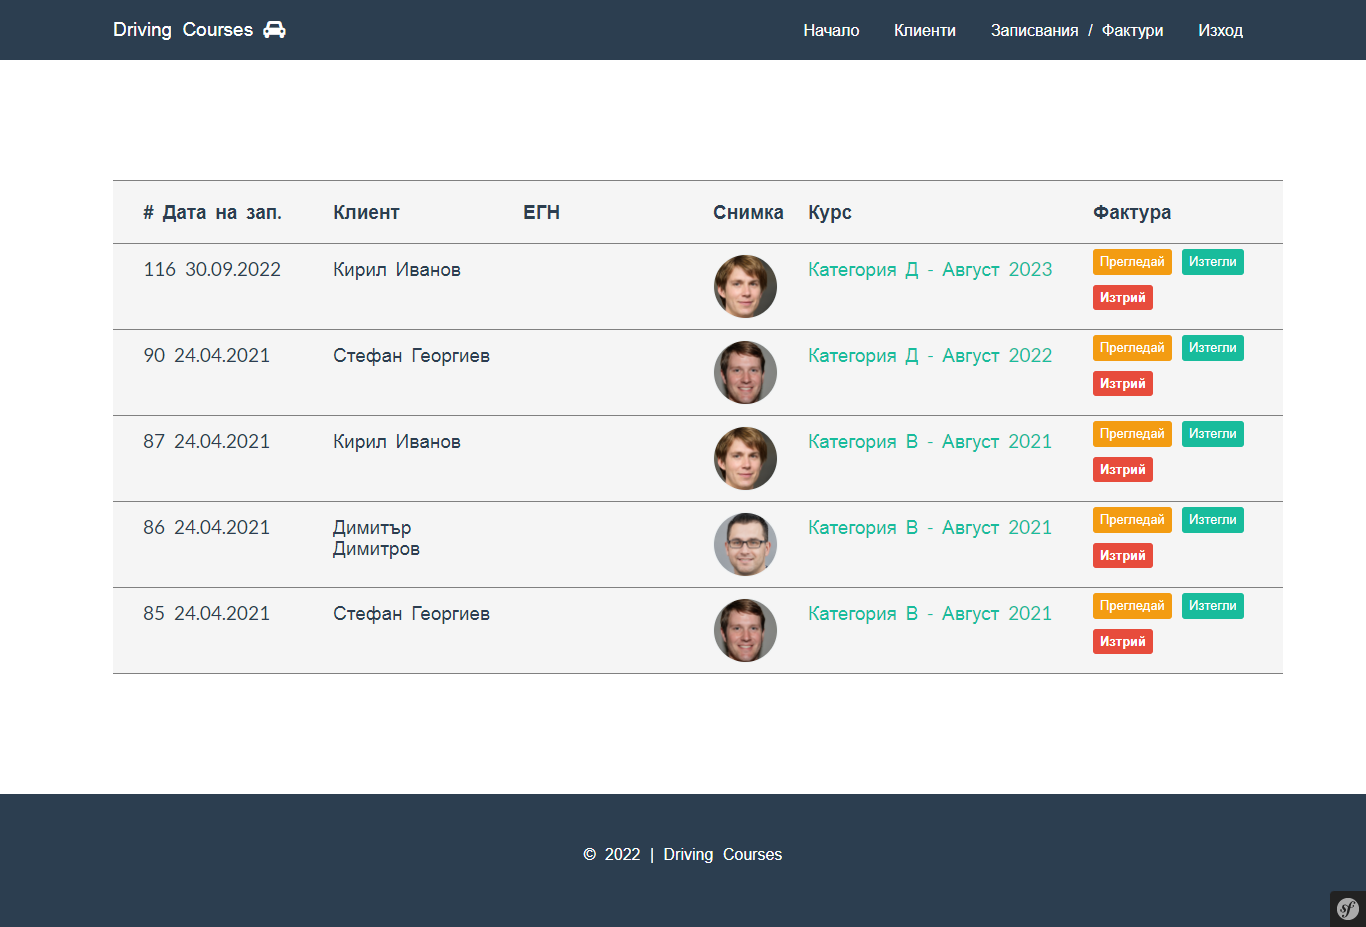 Driving Courses
Начало Клиенти Записвания / Фактури Изход
# Дата на зап. Клиент ЕГН Снимка Курс Фактура
116 30.09.2022 Кирил Иванов Категория Д - Август 2023 Прегледай Изтегли
Изтрий
90 24.04.2021 Стефан Георгиев Категория Д - Август 2022 Прегледай Изтегли
Изтрий
87 24.04.2021 Кирил Иванов Категория В - Август 2021 Прегледай Изтегли
Изтрий
86 24.04.2021 Димитър Категория В - Август 2021 Прегледай Изтегли
Димитров
Изтрий
85 24.04.2021 Стефан Георгиев Категория В - Август 2021 Прегледай Изтегли
Изтрий
© 2022 | Driving Courses
sf